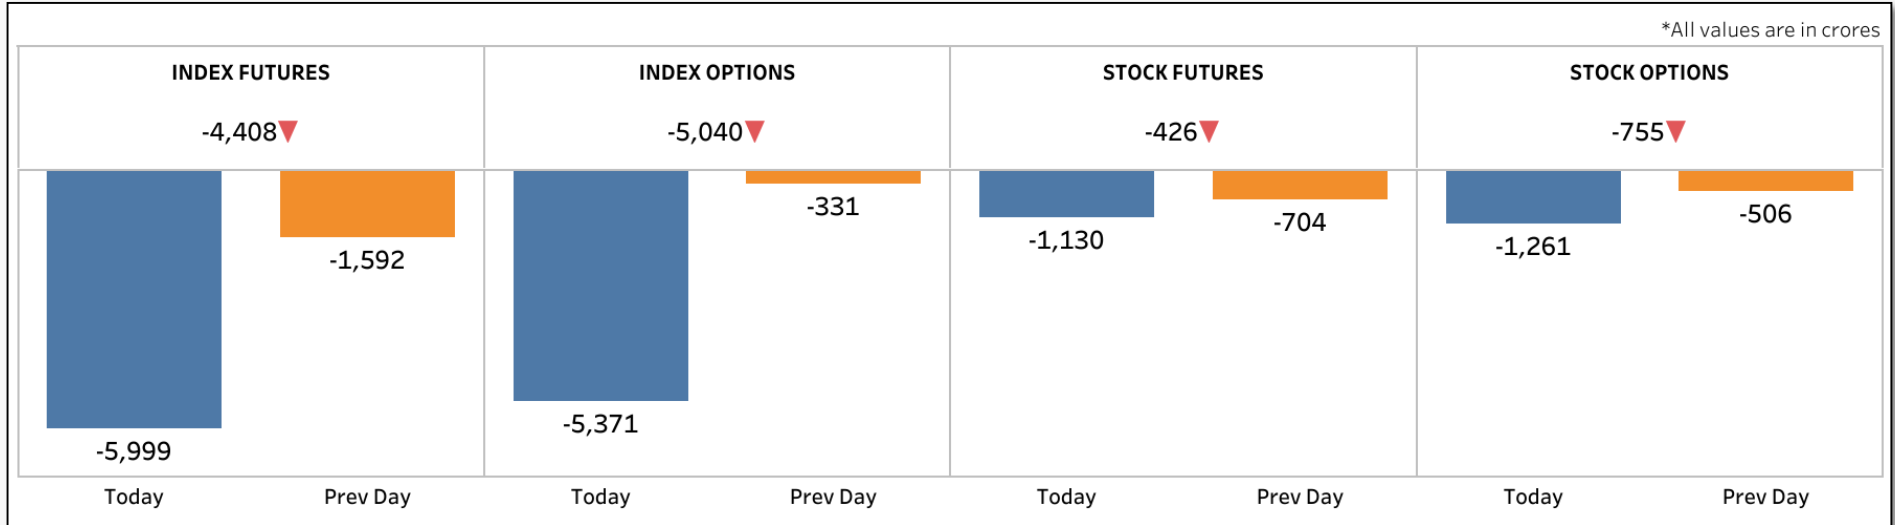 *All values are in crores
INDEX FUTURES
INDEX OPTIONS
STOCK FUTURES
STOCK OPTIONS
-4,408▼
-5,040▼
-426▼
-755▼
-5,999
-1,592
-5,371
-331
-1,130
-704
-1,261
-506
Today
Prev Day
Today
Prev Day
Today
Prev Day
Today
Prev Day